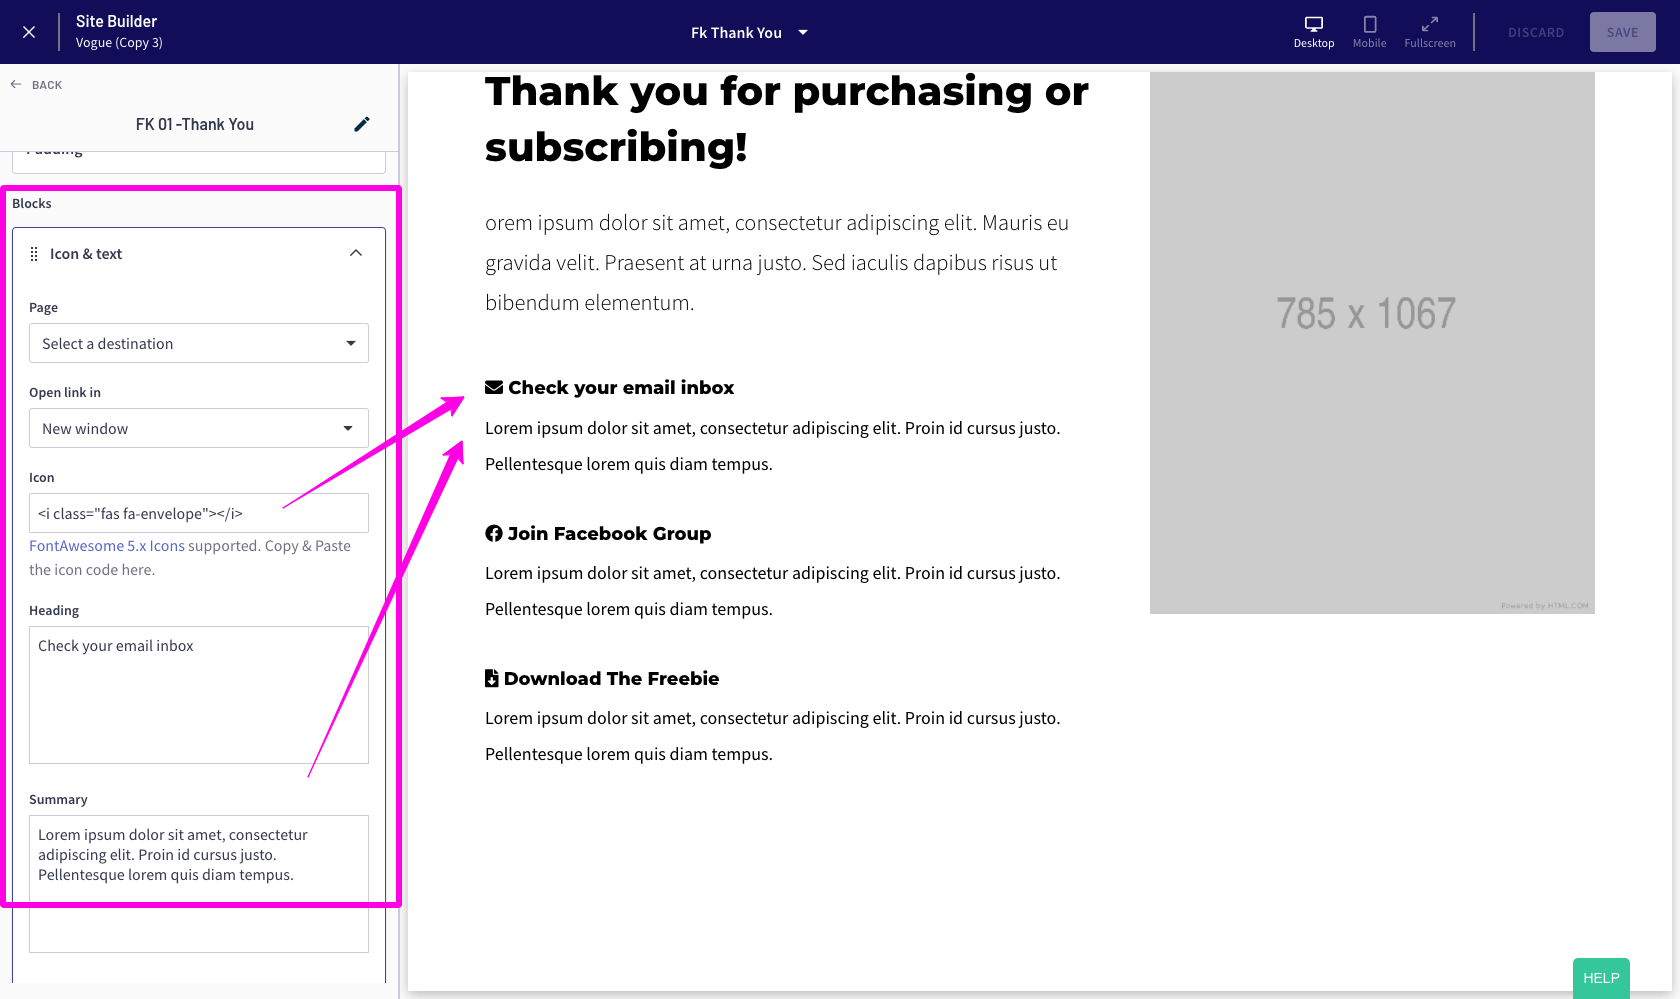 Site Builder
Vogue (Copy 3)
Fk Thank You
Desktop
Mobile
Fullscreen
DISCARD
SAVE
BACK
FK 01 -Thank You
Padding
Blocks
Icon & text
Page
Select a destination
Open link in
New window
Icon
<i class="fas fa-envelope"></i>
FontAwesome 5.x Icons supported. Copy & Paste
the icon code here.
Heading
Check your email inbox
Summary
Lorem ipsum dolor sit amet, consectetur
adipiscing elit. Proin id cursus justo.
Pellentesque lorem quis diam tempus.
Thank you for purchasing or
subscribing!
orem ipsum dolor sit amet, consectetur adipiscing elit. Mauris eu
gravida velit. Praesent at urna justo. Sed iaculis dapibus risus ut
bibendum elementum.
Check your email inbox
Lorem ipsum dolor sit amet, consectetur adipiscing elit. Proin id cursus justo.
Pellentesque lorem quis diam tempus.
Join Facebook Group
Lorem ipsum dolor sit amet, consectetur adipiscing elit. Proin id cursus justo.
Pellentesque lorem quis diam tempus.
Download The Freebie
Lorem ipsum dolor sit amet, consectetur adipiscing elit. Proin id cursus justo.
Pellentesque lorem quis diam tempus.
785 x 1067
Powered by HTML.COM
HELP